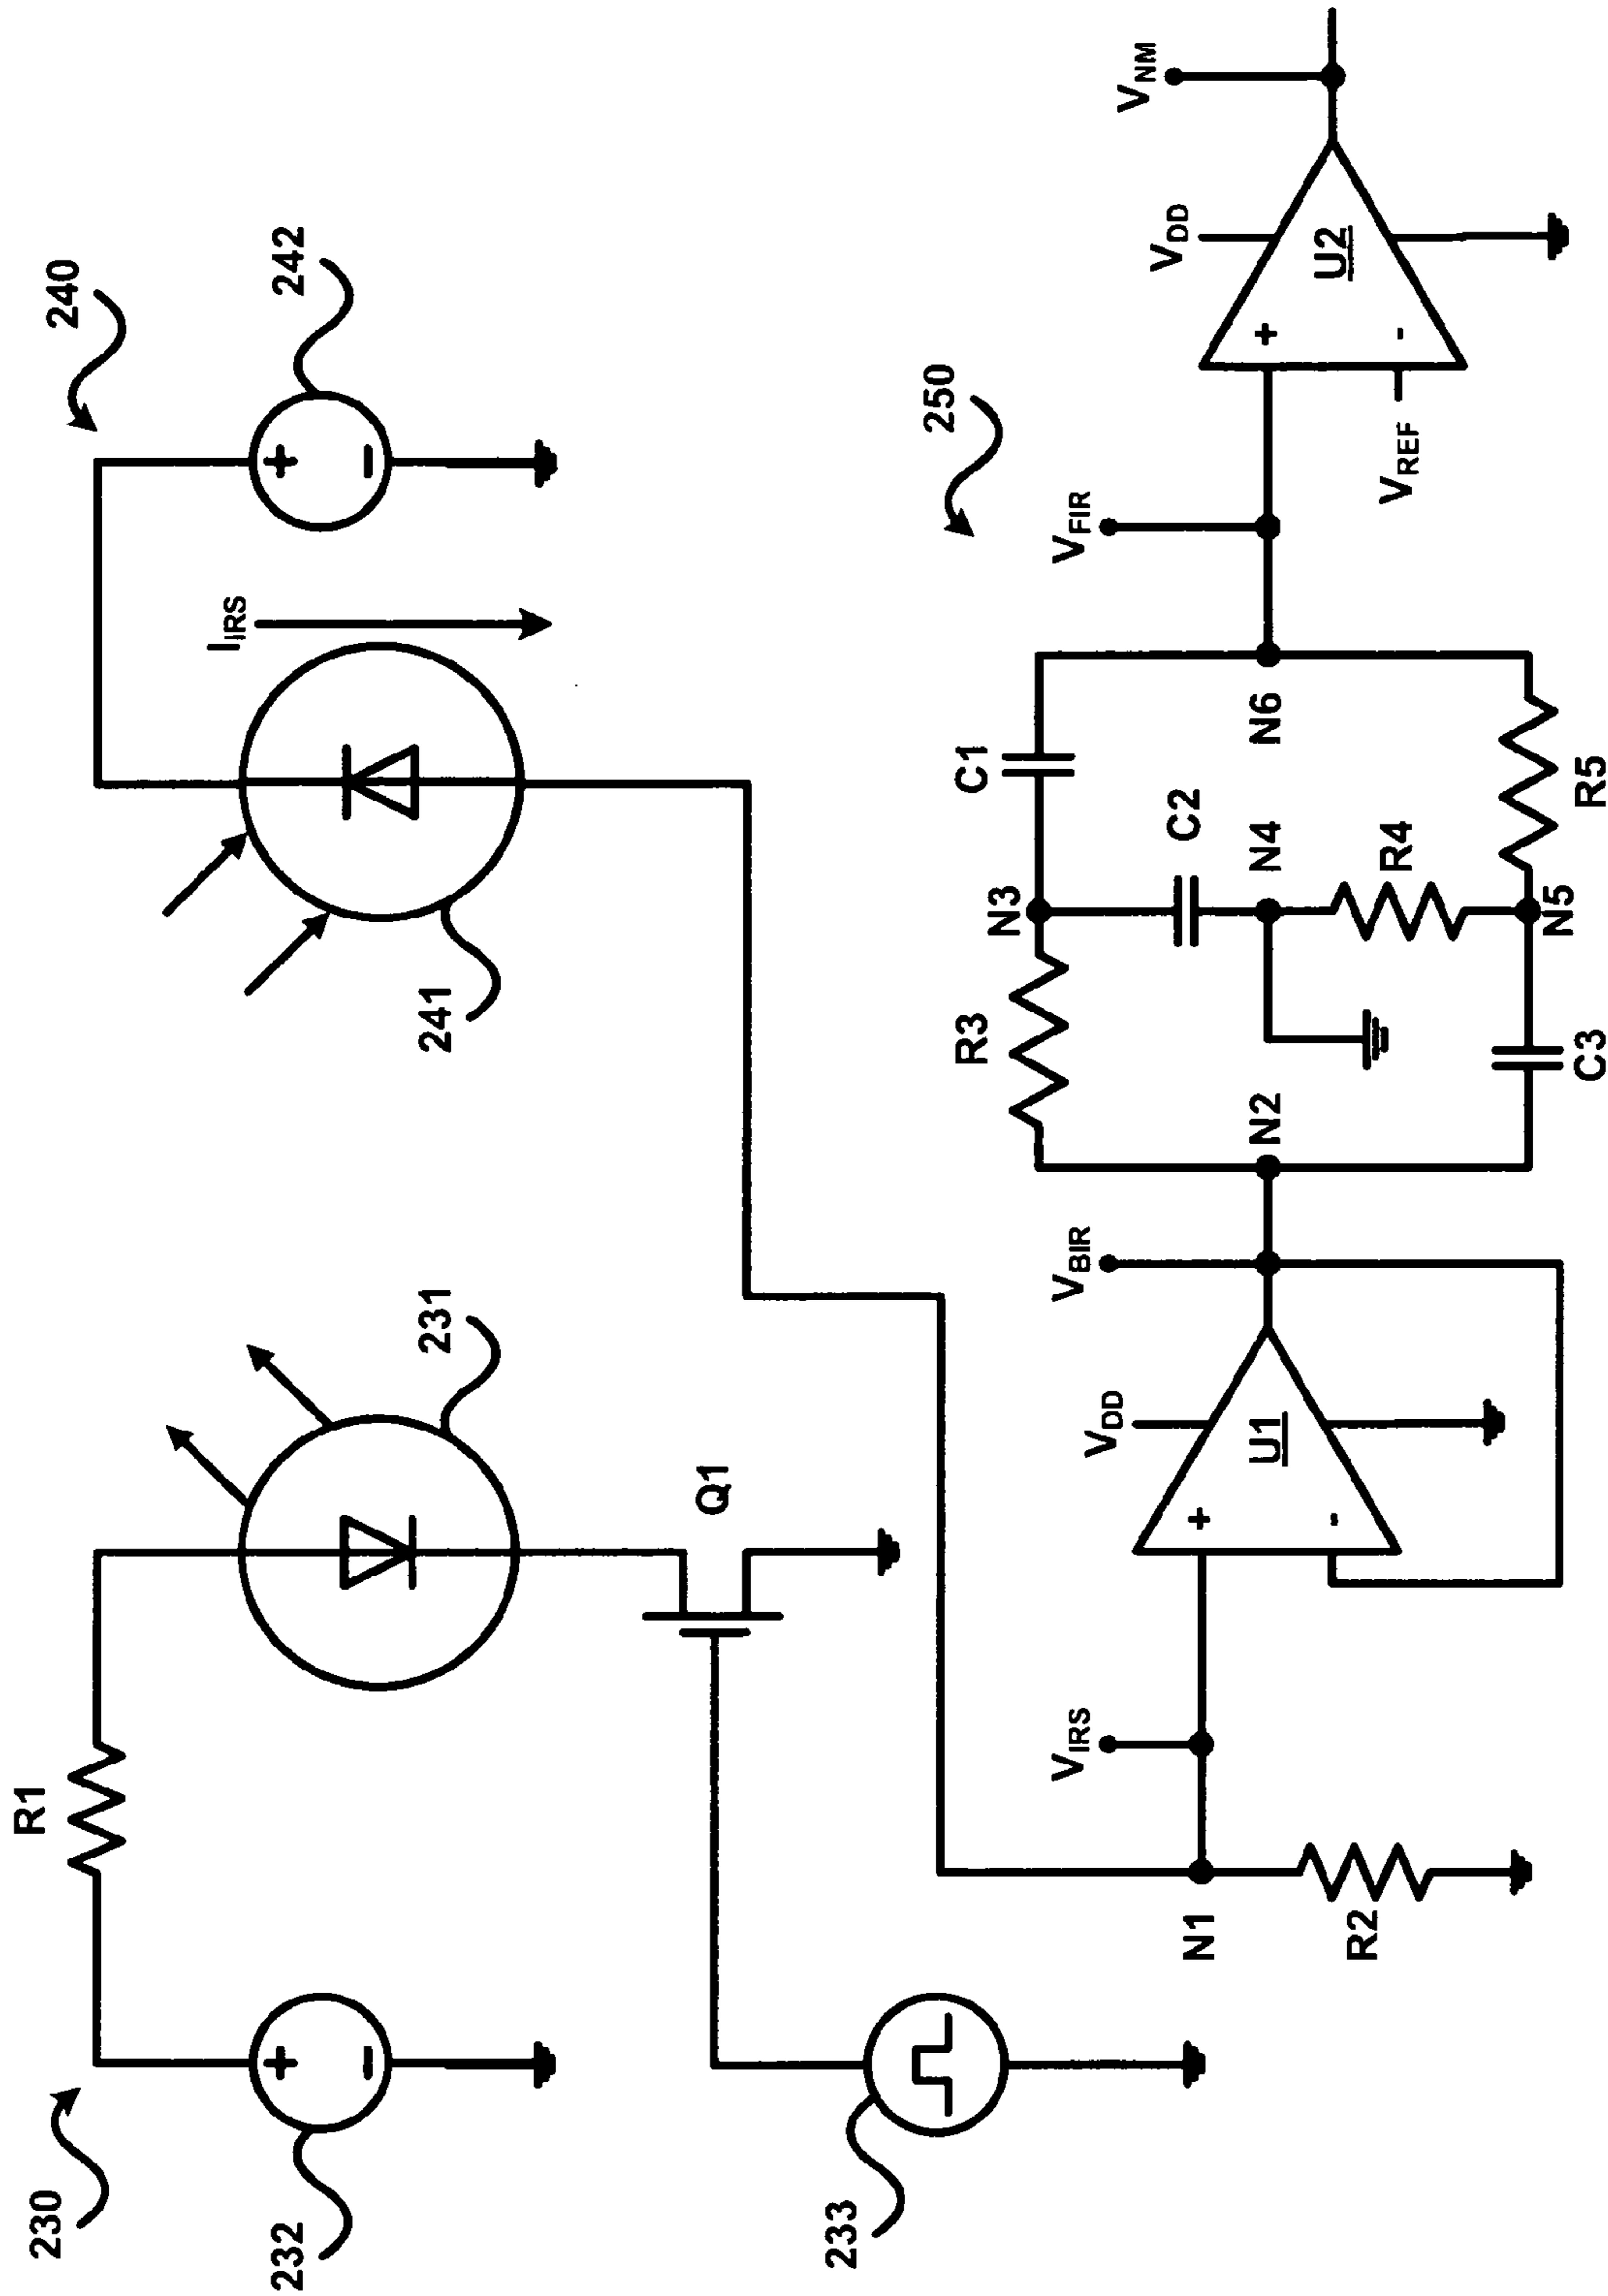 230
R1
232
231
240
242
241
IIRS
Q1
233
250
VIRS
N1
R2
VDD
+
-
U1
VBIR
N2
R3
N3
C1
C2
N4
R4
N5
C3
R5
N6
VFIR
VREF
+
-
VDD
U2
VNM
+
-
+
-